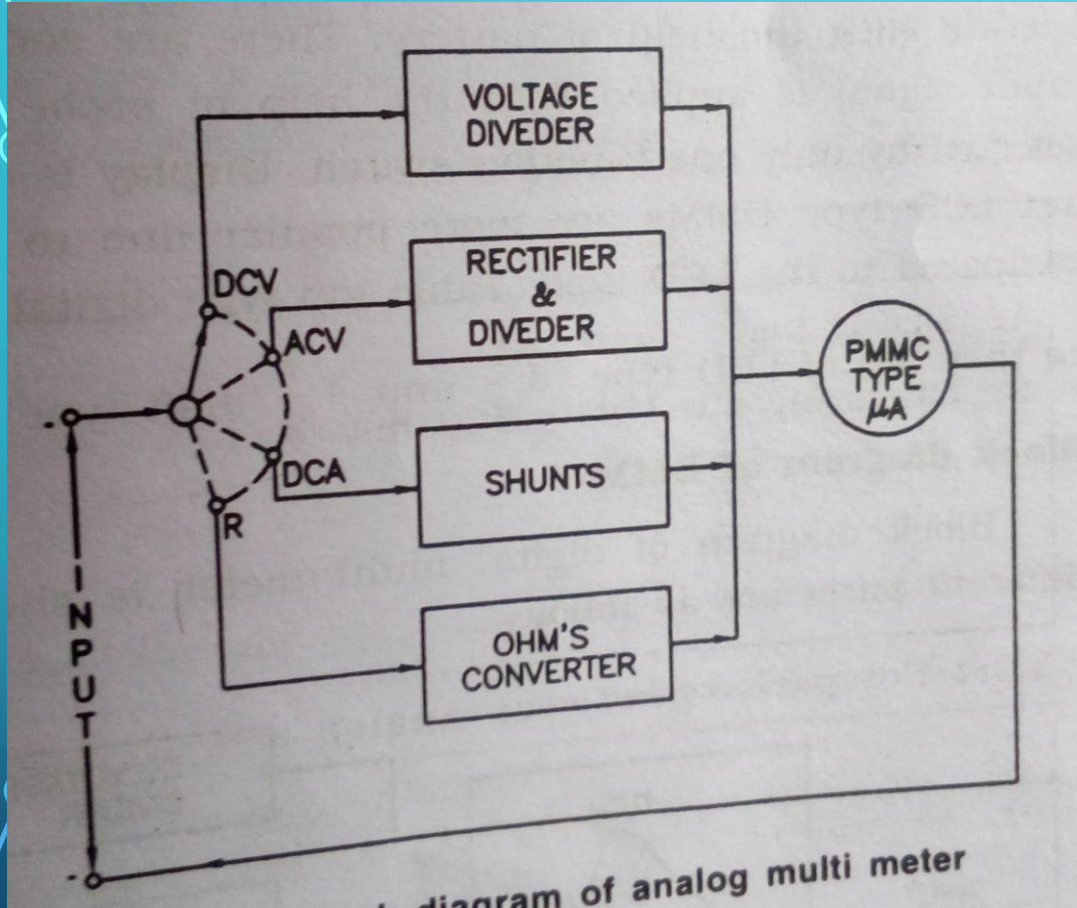 VOLTAGE
DIVEDER
DCV
RECTIFIER
&
DIVEDER
ACV
PMMC
TYPE
µA
DCA
SHUNTS
R
OHM'S
CONVERTER
INPUT
diagram of analog multi meter